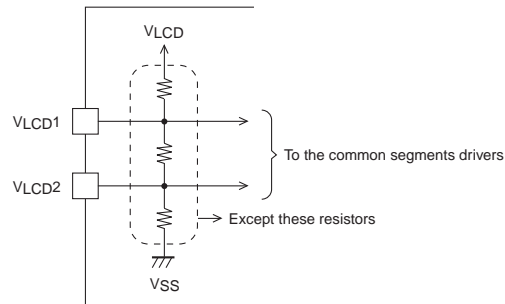 VLCD
VLCD1
To the common segments drivers
VLCD2
Except these resistors
VSS